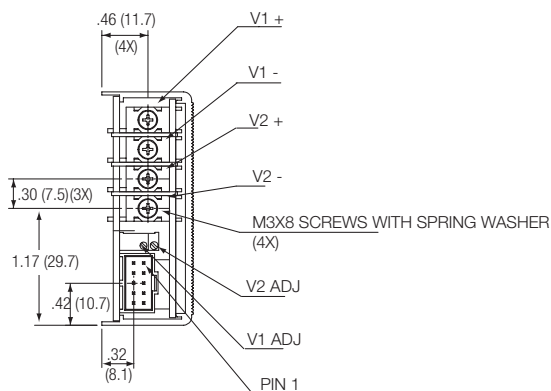 .46 (11.7)
(4X)
V1 +
V1 -
V2 +
V2 -
.30 (7.5)(3X)
M3X8 SCREWS WITH SPRING WASHER
(4X)
1.17 (29.7)
V2 ADJ
.42 (10.7)
V1 ADJ
.32
(8.1)
PIN 1